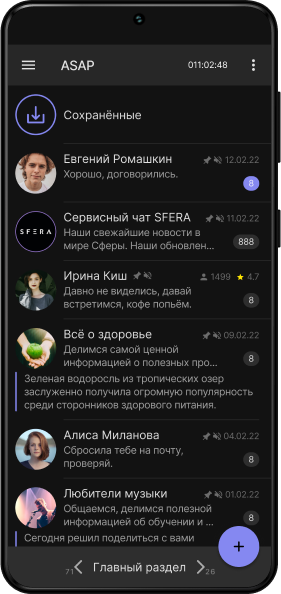 ASAP 011:02:48
Сохранённые
Евгений Ромашкин 12.02.22
Хорошо, договорились.
8
SFERA
Сервисный чат SFERA 11.02.22
Наши свежайшие новости в
мире Сферы. Наши обновлен...
888
Ирина Киш 1499 4.7
Давно не виделись, давай
встретимся, кофе попьём.
8
Всё о здоровье 09.02.22
Делимся самой ценной
информацией о полезных про...
8
Зеленая водоросль из тропических озер
заслуженно получила огромную популярность
среди сторонников здорового питания.
Алиса Миланова 04.02.22
Сбросила тебе на почту,
проверяй.
8
Любители музыки 01.02.22
Общаемся, делимся полезной
информацией об обучении и ...
8
Сегодня решил поделиться с вами
+
71 Главный раздел 26